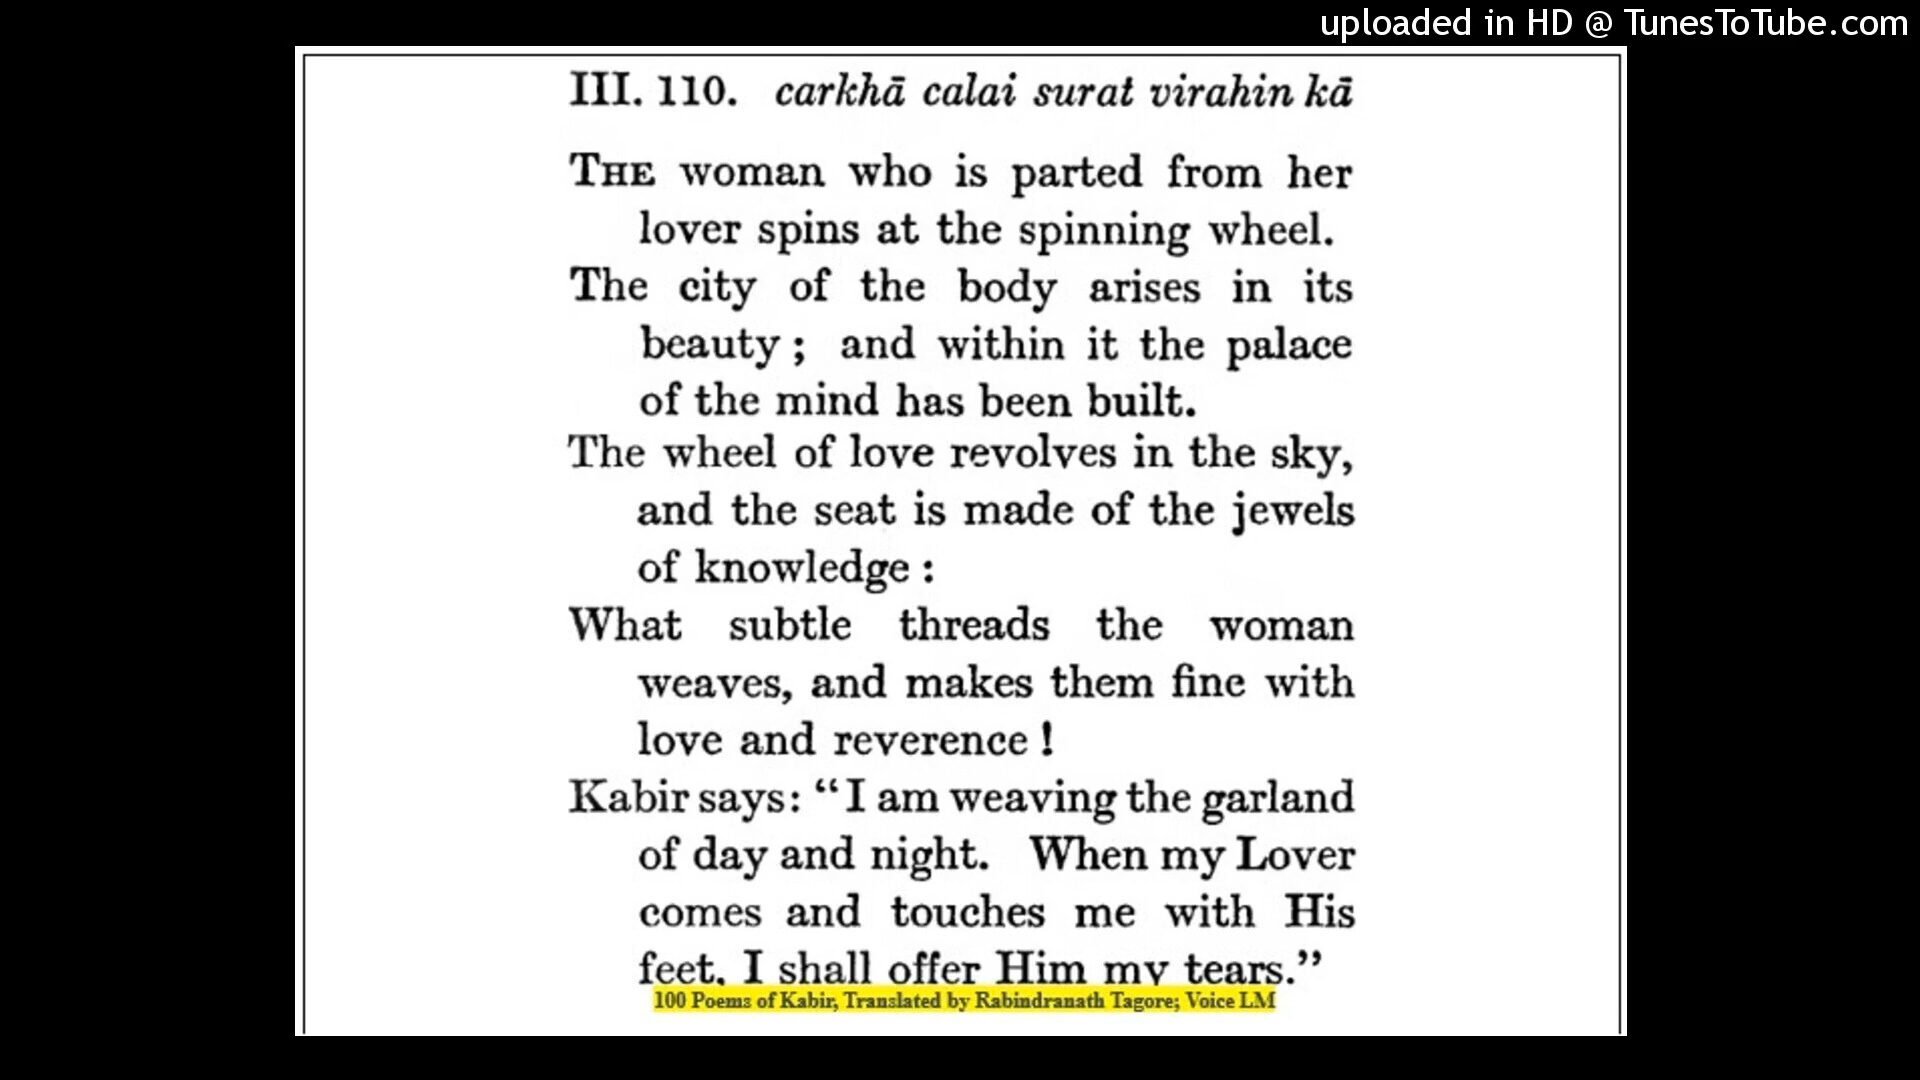 uploaded in HD @ TunesToTube.com
III. 110. carkhā calai surat virahin kā
THE woman who is parted from her
lover spins at the spinning wheel.
The city of the body arises in its
beauty ; and within it the palace
of the mind has been built.
The wheel of love revolves in the sky,
and the seat is made of the jewels
of knowledge :
What subtle threads the woman
weaves, and makes them fine with
love and reverence !
Kabir says: “I am weaving the garland
of day and night. When my Lover
comes and touches me with His
feet, I shall offer Him my tears.”
100 Poems of Kabir, Translated by Rabindranath Tagore; Voice LM